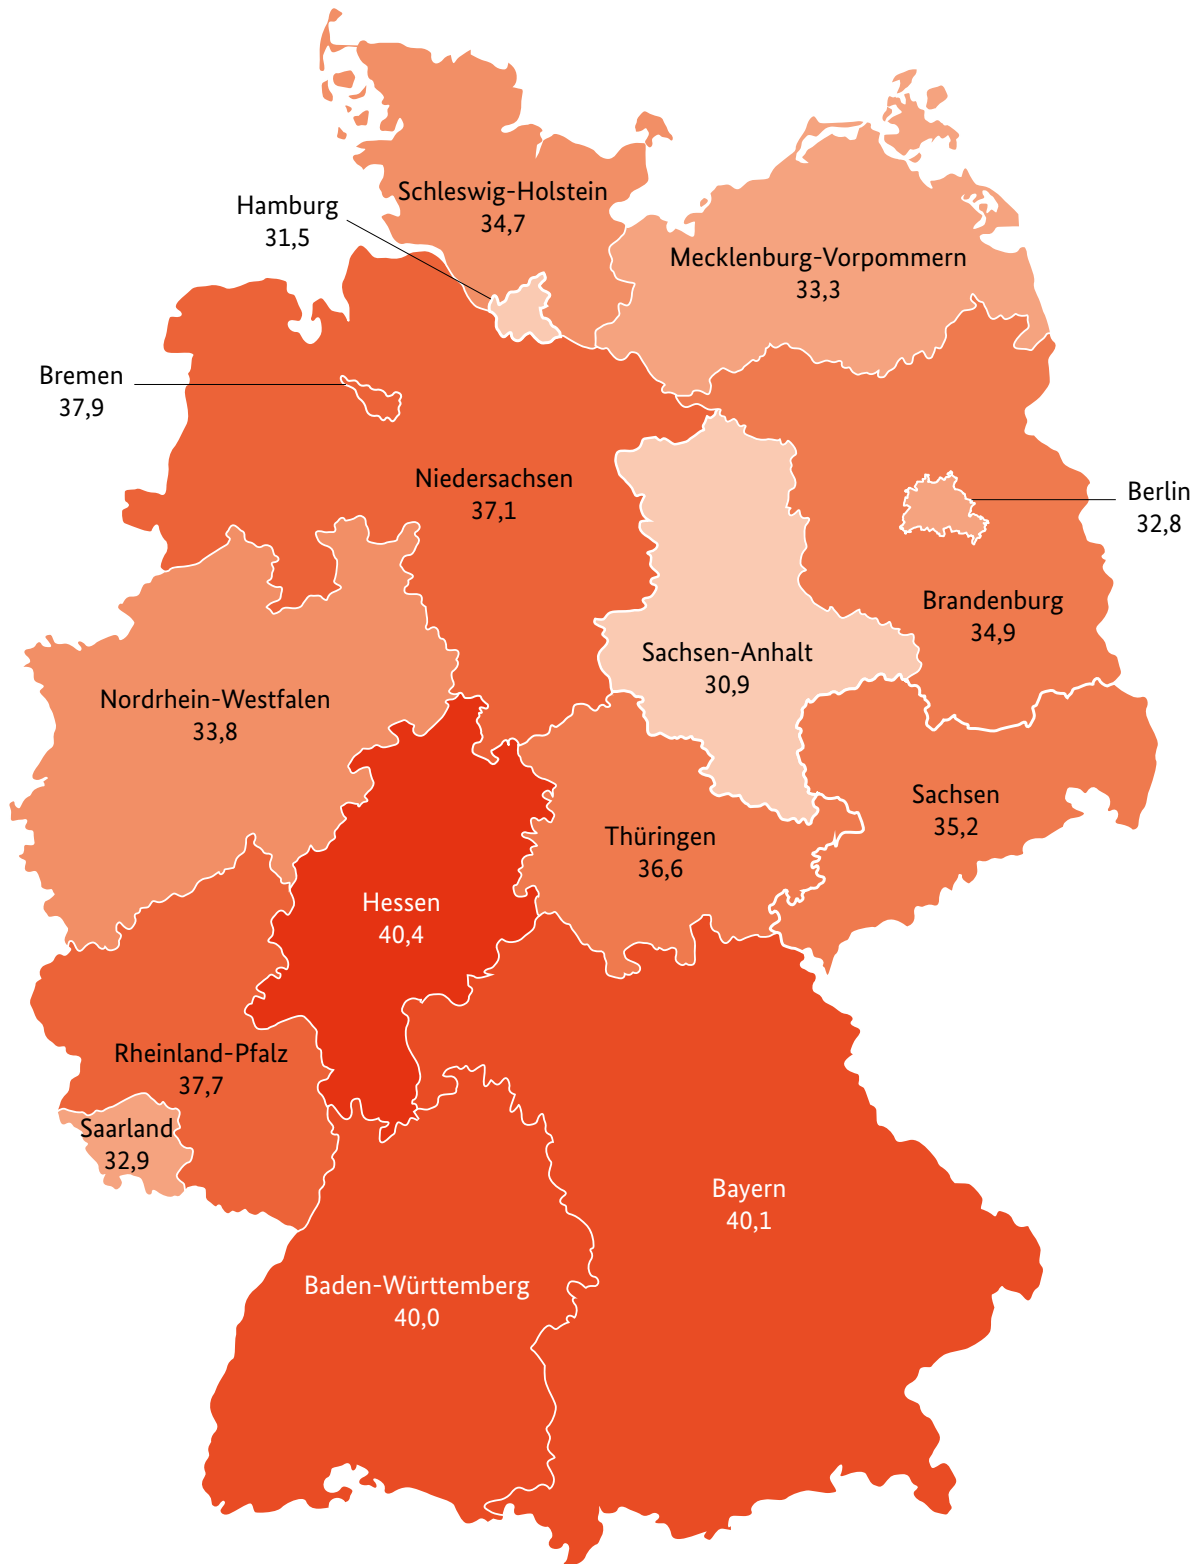 Schleswig-Holstein
34,7
Hamburg
31,5
Mecklenburg-Vorpommern
33,3
Bremen
37,9
Niedersachsen
37,1
Berlin
32,8
Brandenburg
34,9
Sachsen-Anhalt
30,9
Nordrhein-Westfalen
33,8
Sachsen
35,2
Thüringen
36,6
Hessen
40,4
Rheinland-Pfalz
37,7
Saarland
32,9
Bayern
40,1
Baden-Württemberg
40,0